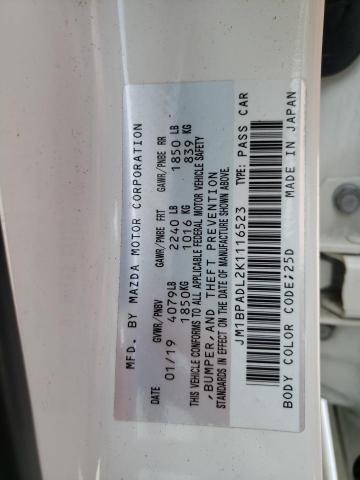 MFD. BY MAZDA MOTOR CORPORATION
DATE GVWR/PNBV GAWR/PNBE FRT GAWR/PNBE RR
01/19 4079LB 2240 LB 1850 LB
1850KG 1016 KG 839 KG
THIS VEHICLE CONFORMS TO ALL APPLICABLE FEDERAL MOTOR VEHICLE SAFETY
,BUMPER,AND THEFT PREVENTION
STANDARDS IN EFFECT ON THE DATE OF MANUFACTURE SHOWN ABOVE.
JM1BPADL2K1116523 TYPE: PASS CAR
BODY COLOR CODE;25D MADE IN JAPAN